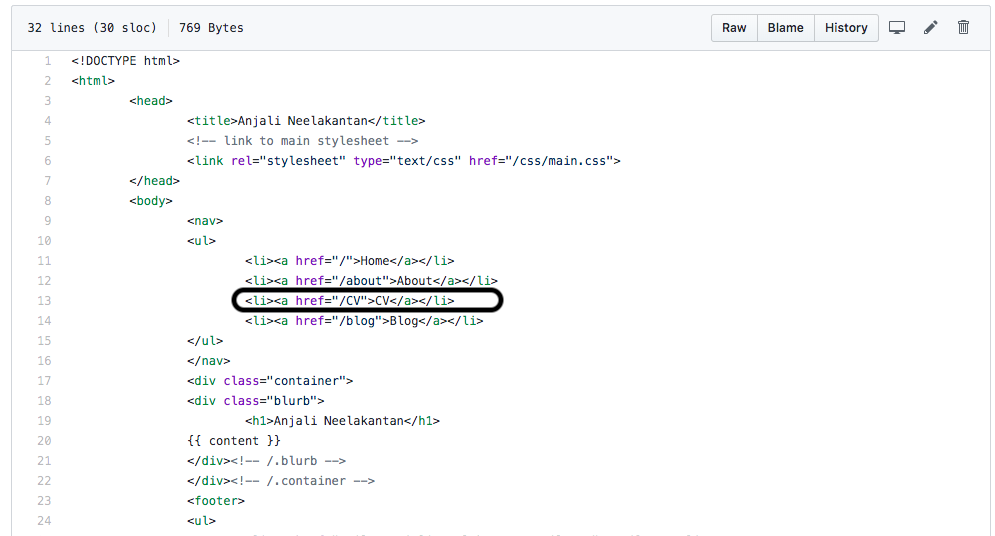 32 lines (30 sloc) 769 Bytes Raw Blame History
1 <!DOCTYPE html>
2 <html>
3 <head>
4 <title>Anjali Neelakantan</title>
5 <!-- link to main stylesheet -->
6 <link rel="stylesheet" type="text/css" href="/css/main.css">
7 </head>
8 <body>
9 <nav>
10 <ul>
11 <li><a href="/">Home</a></li>
12 <li><a href="/about">About</a></li>
13 <li><a href="/CV">CV</a></li>
14 <li><a href="/blog">Blog</a></li>
15 </ul>
16 </nav>
17 <div class="container">
18 <div class="blurb">
19 <h1>Anjali Neelakantan</h1>
20 {{ content }}
21 </div><!-- /.blurb -->
22 </div><!-- /.container -->
23 <footer>
24 <ul>